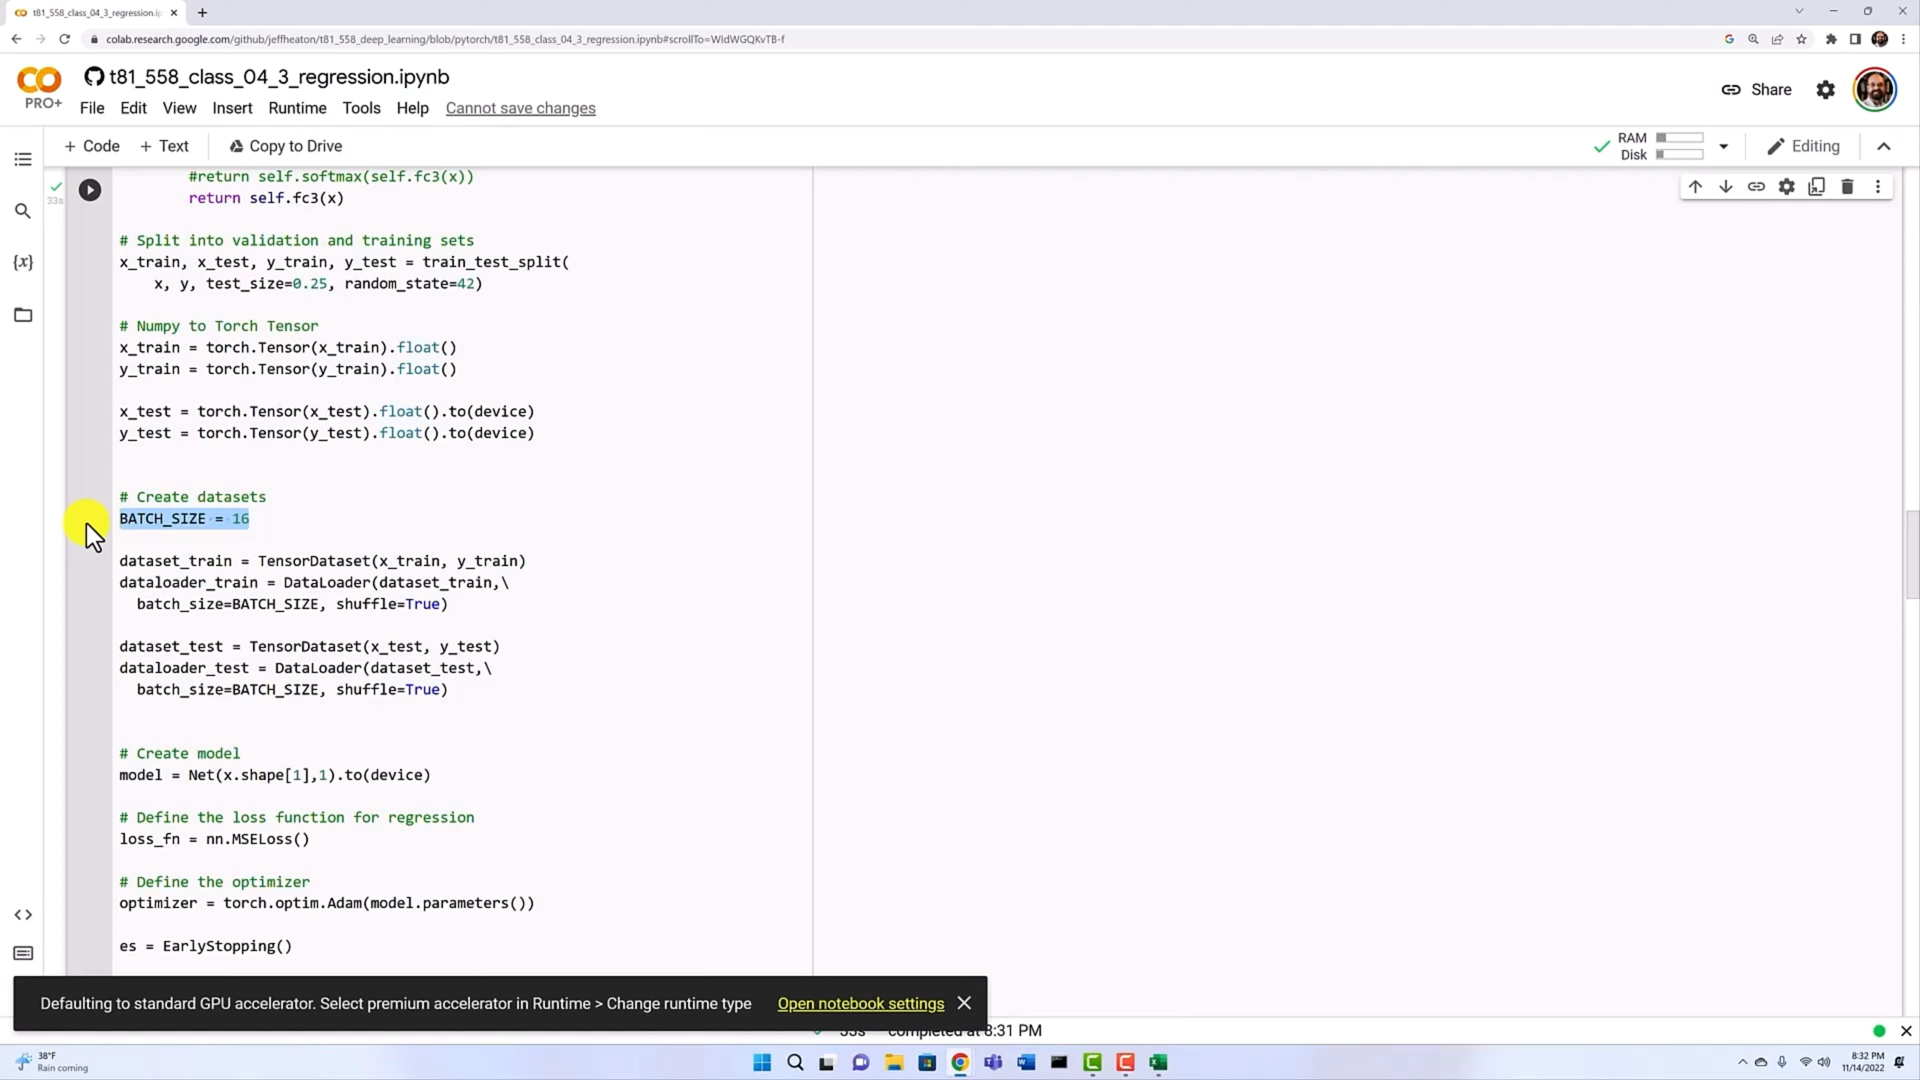 t81_558_class_04_3_regression.ip
colab.research.google.com/github/jeffheaton/t81_558_deep_learning/blob/pytorch/t81_558_class_04_3_regression.ipynb#scrollTo=WIdWGQKvTB-f
CO
PRO+
t81_558_class_04_3_regression.ipynb
File Edit View Insert Runtime Tools Help Cannot save changes
Share
+ Code + Text Copy to Drive
RAM
Disk
Editing
33s
#return self.softmax(self.fc3(x))
return self.fc3(x)
# Split into validation and training sets
x_train, x_test, y_train, y_test = train_test_split(
x, y, test_size=0.25, random_state=42)
{x}
# Numpy to Torch Tensor
x_train = torch.Tensor(x_train).float()
y_train = torch.Tensor(y_train).float()
x_test = torch.Tensor(x_test).float().to(device)
y_test = torch.Tensor(y_test).float().to(device)
# Create datasets
BATCH_SIZE = 16
dataset_train = TensorDataset(x_train, y_train)
dataloader_train = DataLoader(dataset_train,\
batch_size=BATCH_SIZE, shuffle=True)
dataset_test = TensorDataset(x_test, y_test)
dataloader_test = DataLoader(dataset_test,\
batch_size=BATCH_SIZE, shuffle=True)
# Create model
model = Net(x.shape[1],1).to(device)
# Define the loss function for regression
loss_fn = nn.MSELoss()
# Define the optimizer
optimizer = torch.optim.Adam(model.parameters())
es = EarlyStopping()
Defaulting to standard GPU accelerator. Select premium accelerator in Runtime > Change runtime type Open notebook settings
33s completed at 8:31 PM
38°F
Rain coming
8:32 PM
11/14/2022